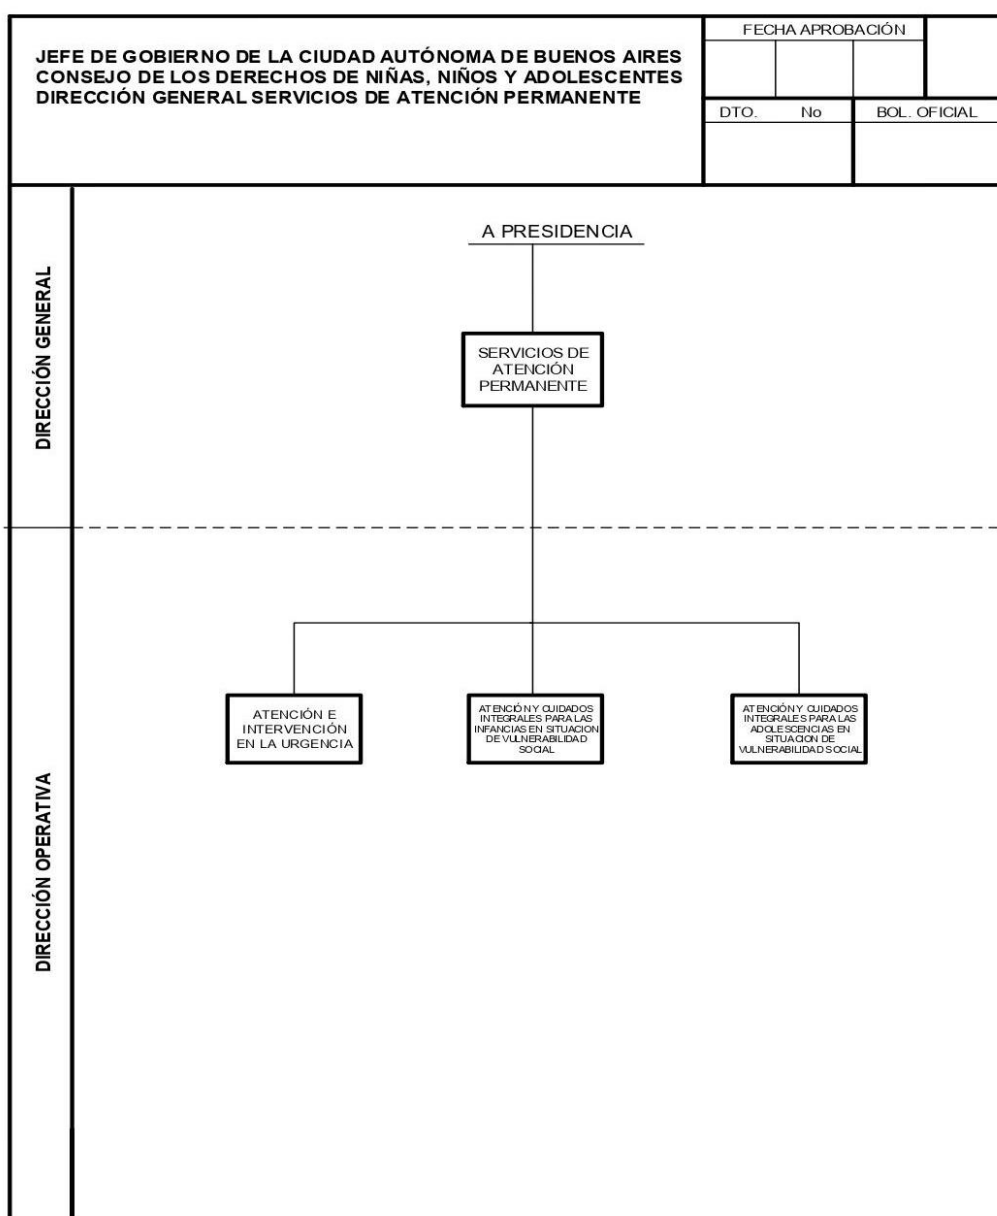 JEFE DE GOBIERNO DE LA CIUDAD AUTÓNOMA DE BUENOS AIRES
CONSEJO DE LOS DERECHOS DE NIÑAS, NIÑOS Y ADOLESCENTES
DIRECCIÓN GENERAL SERVICIOS DE ATENCIÓN PERMANENTE
FECHA APROBACIÓN
DTO. No
BOL. OFICIAL
DIRECCIÓN GENERAL
A PRESIDENCIA
SERVICIOS DE
ATENCIÓN
PERMANENTE
DIRECCIÓN OPERATIVA
ATENCIÓN E
INTERVENCIÓN
EN LA URGENCIA
ATENCIÓN Y CUIDADOS
INTEGRALES PARA LAS
INFANCIAS EN SITUACION
DE VULNERABILIDAD
SOCIAL
ATENCIÓN Y CUIDADOS
INTEGRALES PARA LAS
ADOLESCENCIAS EN
SITUACION DE
VULNERABILIDAD SOCIAL